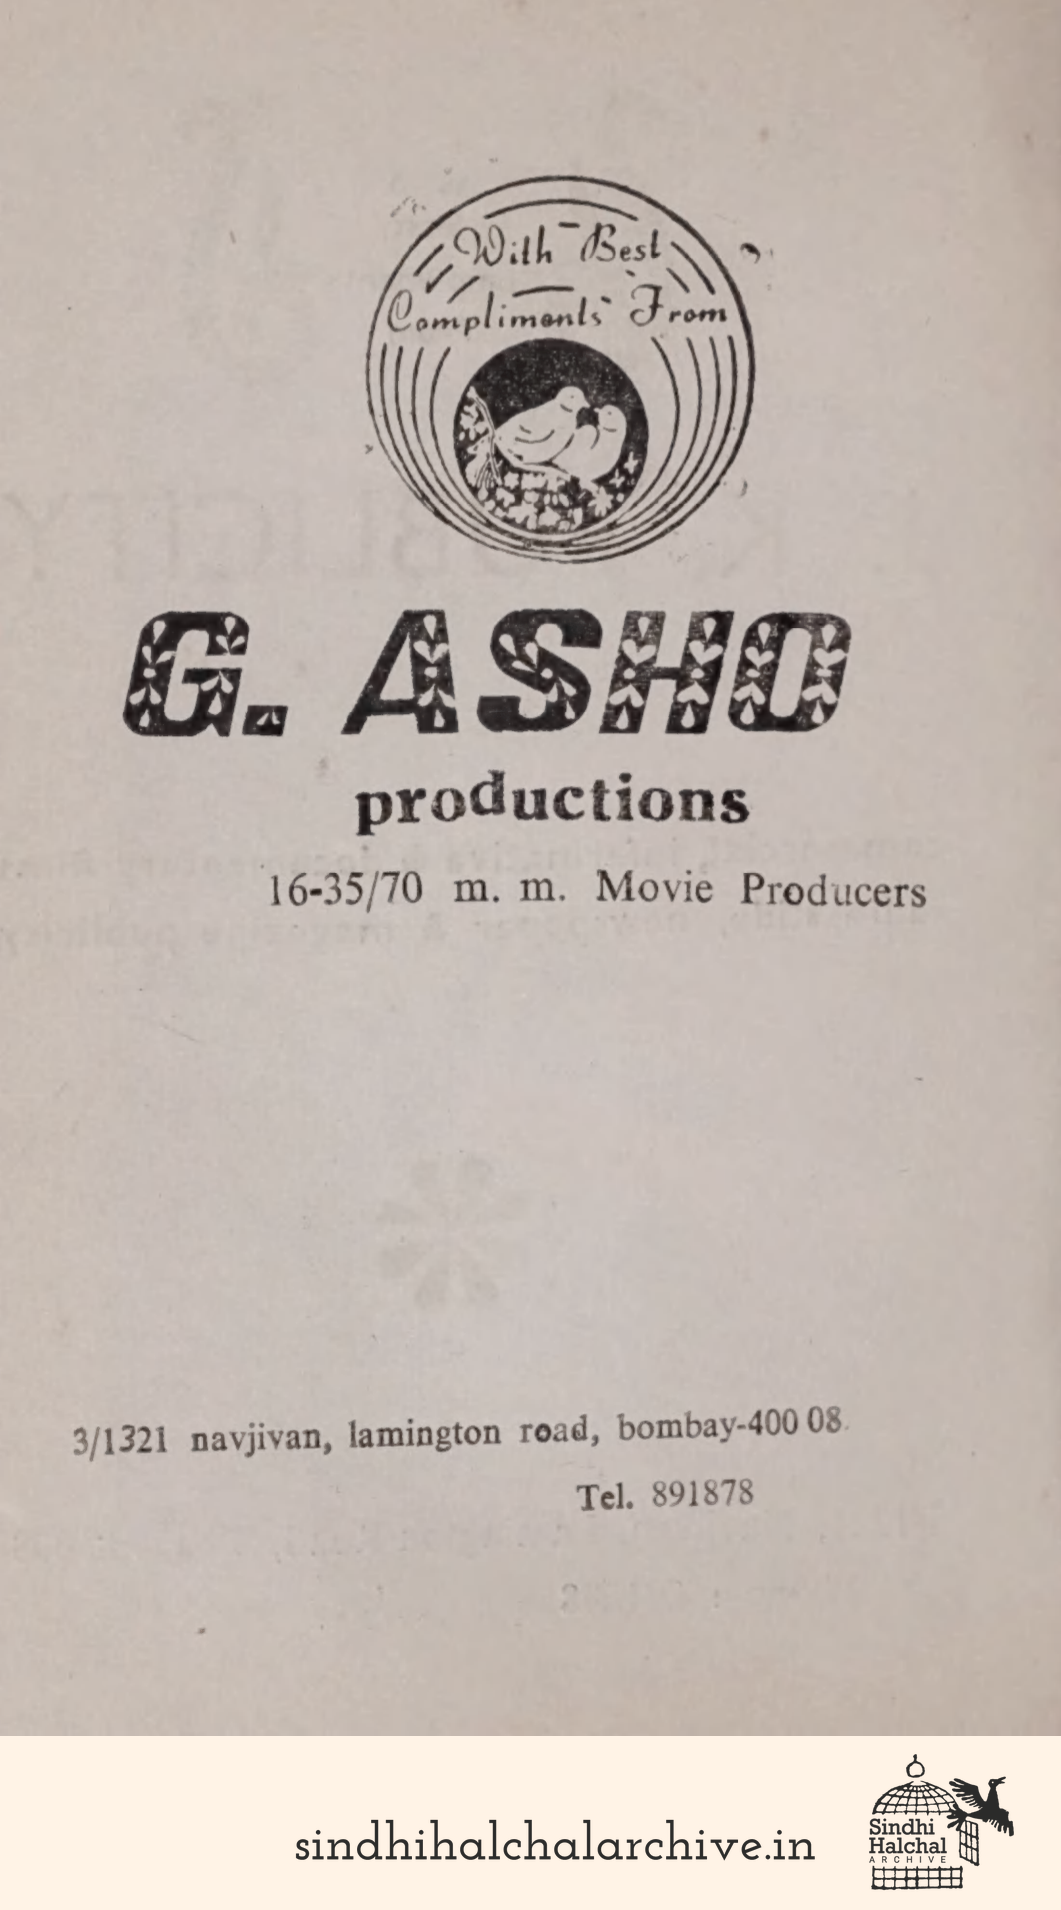 With Best
Compliments From
G. ASHO
productions
16-35/70 m. m. Movie Producers
3/1321 navjivan, lamington road, bombay-400 08
Tel. 891878
sindhihalchalarchive.in
Sindhi
Halchal
ARCHIVE